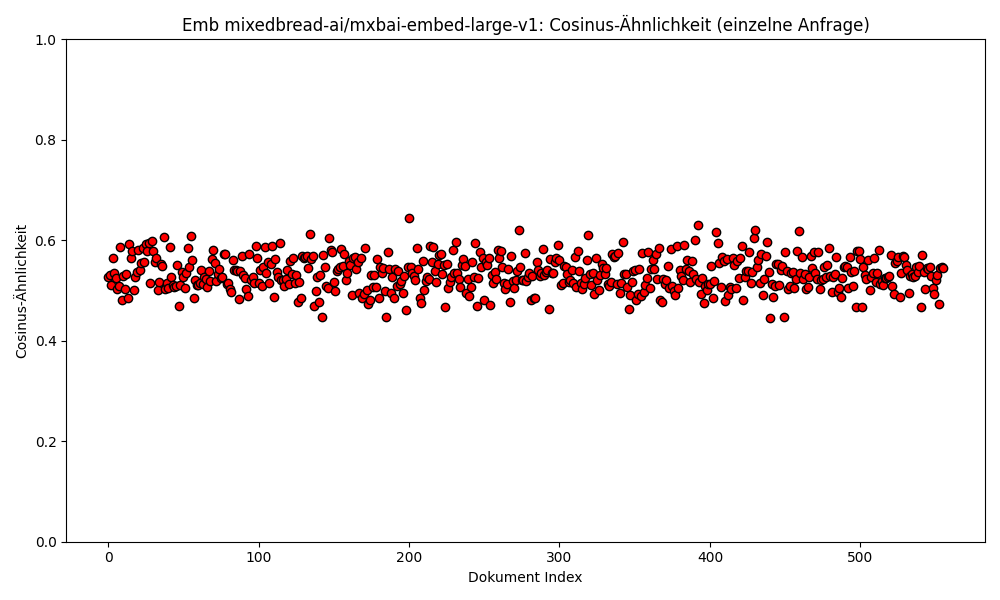 Emb mixedbread-ai/mxbai-embed-large-v1: Cosinus-Ähnlichkeit (einzelne Anfrage)
1.0
0.8
0.6
0.4
0.2
0.0
Cosinus-Ähnlichkeit
0 100 200 300 400 500
Dokument Index